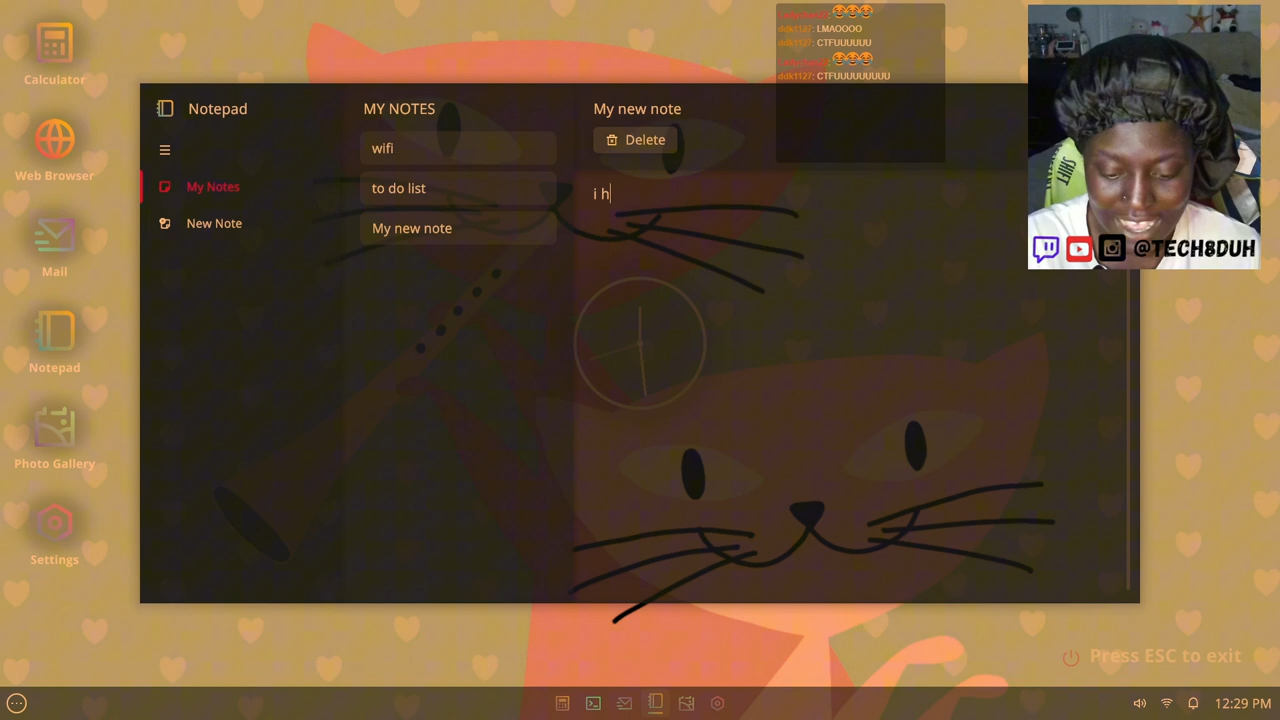 Calculator
Web Browser
Mail
Notepad
Photo Gallery
Settings
Notepad
My Notes
New Note
MY NOTES
wifi
to do list
My new note
My new note
Delete
i h
😂😂😂
ddk1127: LMAOOOO
ddk1127: CTFUUUUUU
😂😂😂
ddk1127: CTFUUUUUUUUU
SHIFT
@TECH8DUH
Press ESC to exit
12:29 PM